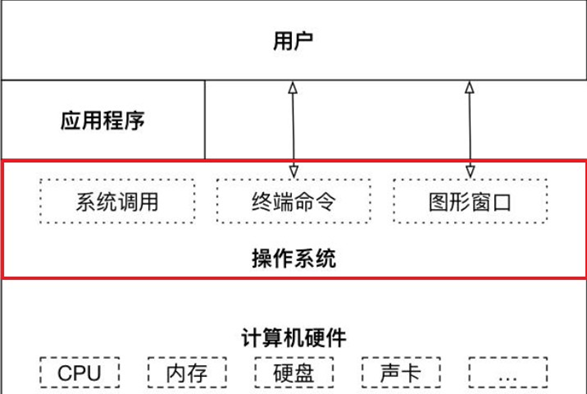 用户
应用程序
系统调用 终端命令 图形窗口
操作系统
计算机硬件
CPU 内存 硬盘 声卡 ...